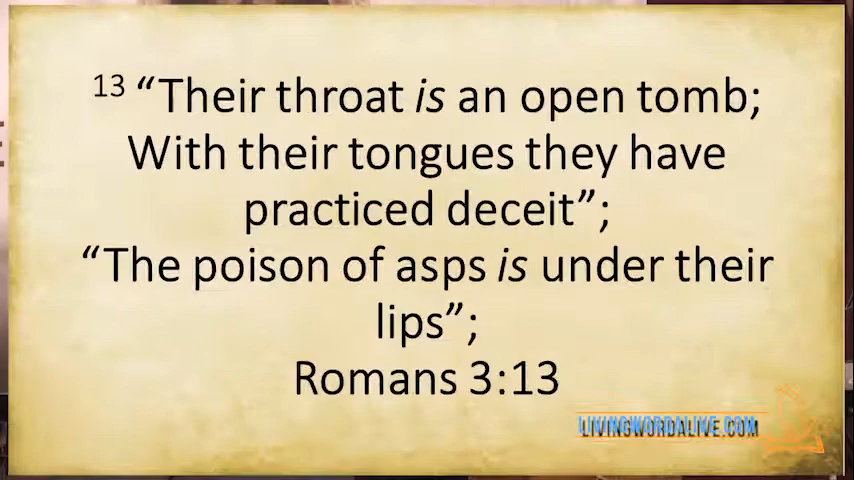 13 “Their throat is an open tomb;
With their tongues they have
practiced deceit”;
“The poison of asps is under their
lips”;
Romans 3:13
LIVINGWORDALIVE.COM